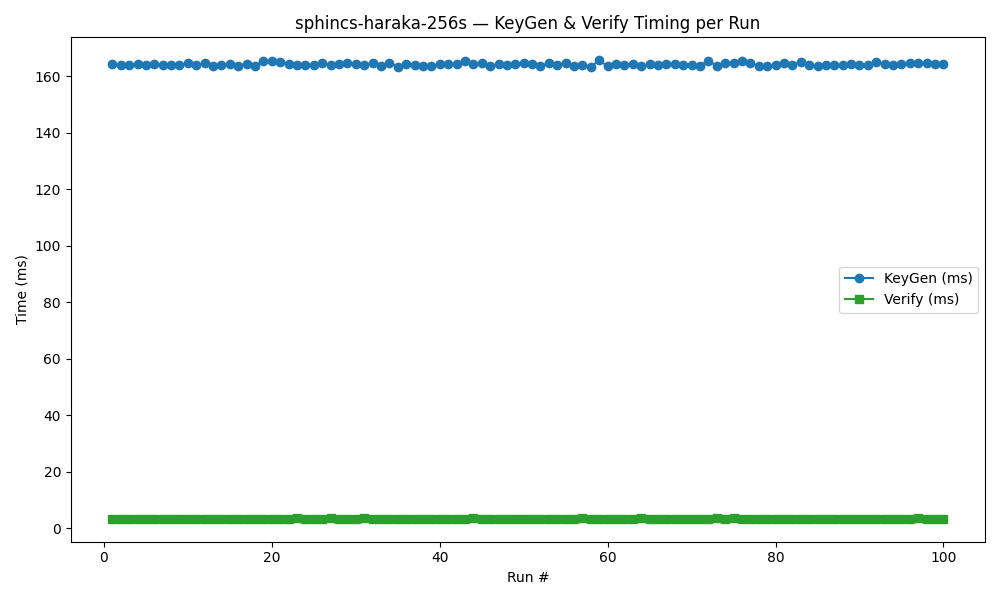 sphincs-haraka-256s — KeyGen & Verify Timing per Run
Time (ms)
160
140
120
100
80
60
40
20
0
KeyGen (ms)
Verify (ms)
0 20 40 60 80 100
Run #